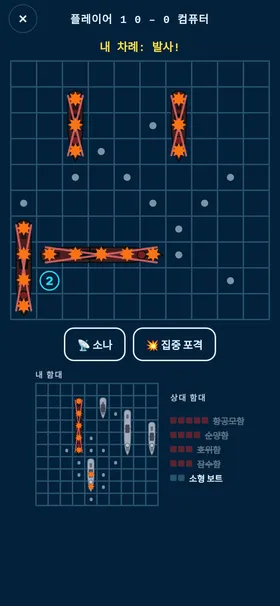 ×
플레이어 1 0 – 0 컴퓨터
내 차례: 발사!
2
📡 소나
💥 집중 포격
내 함대
상대 함대
항공모함
순양함
호위함
잠수함
소형 보트